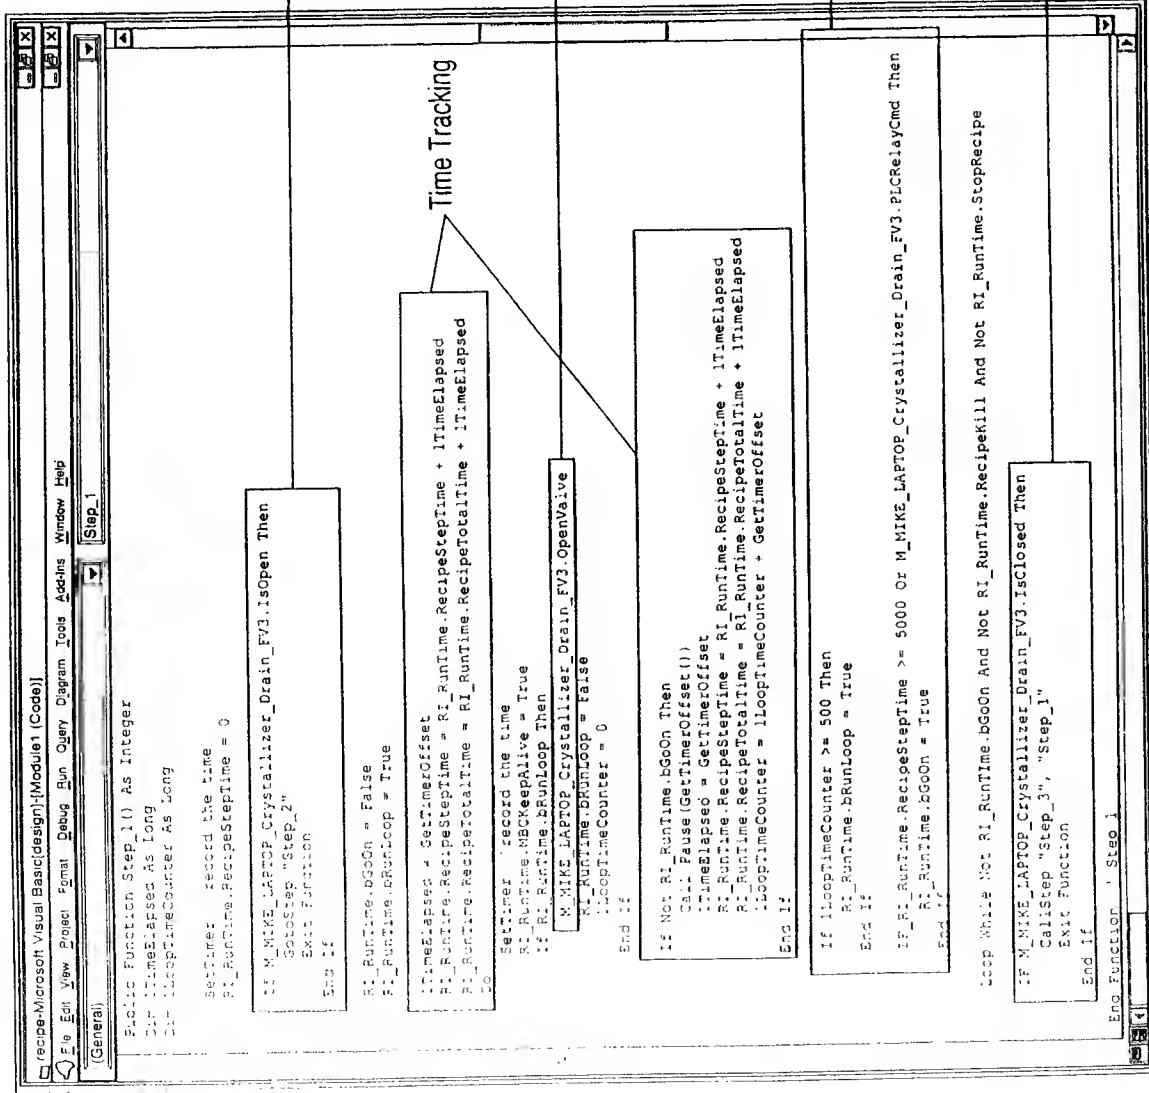 recipe-Microsoft Visual Basic[design]-[Module1 (Code)]
File Edit View Project Format Debug Run Query Diagram Tools Add-Ins Window Help
(General)
Step_1
Public Function Step_1() As Integer
Dim lTimeElapsed As Long
Dim lLoopTimecounter As Long
SetTimer ' record the time
RI_RunTime.RecipeStepTime = 0
If M_MIKE_LAPTOP_Crystallizer_Drain_FV3.IsOpen Then
GotoStep "Step_2"
Exit Function
End If
RI_RunTime.bGoOn = False
RI_RunTime.bRunLoop = True
lTimeElapsed = GetTimerOffset
RI_RunTime.RecipeStepTime = RI_RunTime.RecipeStepTime + lTimeElapsed
RI_RunTime.RecipeTotalTime = RI_RunTime.RecipeTotalTime + lTimeElapsed
Do
Time Tracking
SetTimer ' record the time
RI_RunTime.MBCKeepAlive = True
If RI_RunTime.bRunLoop Then
M_MIKE_LAPTOP_Crystallizer_Drain_FV3.OpenValve
RI_RunTime.bRunLoop = False
lLoopTimeCounter = 0
End If
If Not RI_RunTime.bGoOn Then
Call Pause(GetTimerOffset())
lTimeElapsed = GetTimerOffset
RI_RunTime.RecipeStepTime = RI_RunTime.RecipeStepTime + lTimeElapsed
RI_Runtime.RecipeTotalTime = RI_RunTime.RecipeTotalTime + lTimeElapsed
lLoopTimeCounter = lLoopTimeCounter + GetTimerOffset
End If
If lLoopTimeCounter >= 500 Then
RI_RunTime.bRunLoop = True
End If
If RI_RunTime.RecipeStepTime >= 5000 Or M_MIKE_LAPTOP_Crystallizer_Drain_FV3.PLCRelayCmd Then
RI_RunTime.bGoOn = True
End If
Loop While Not RI_RunTime.bGoOn And Not RI_RunTime.RecipeKill And Not RI_RunTime.StopRecipe
If M_MIKE_LAPTOP_Crystallizer_Drain_FV3.IsClosed Then
CallStep "Step_3", "Step_1"
Exit Function
End If
End Function ' Step 1